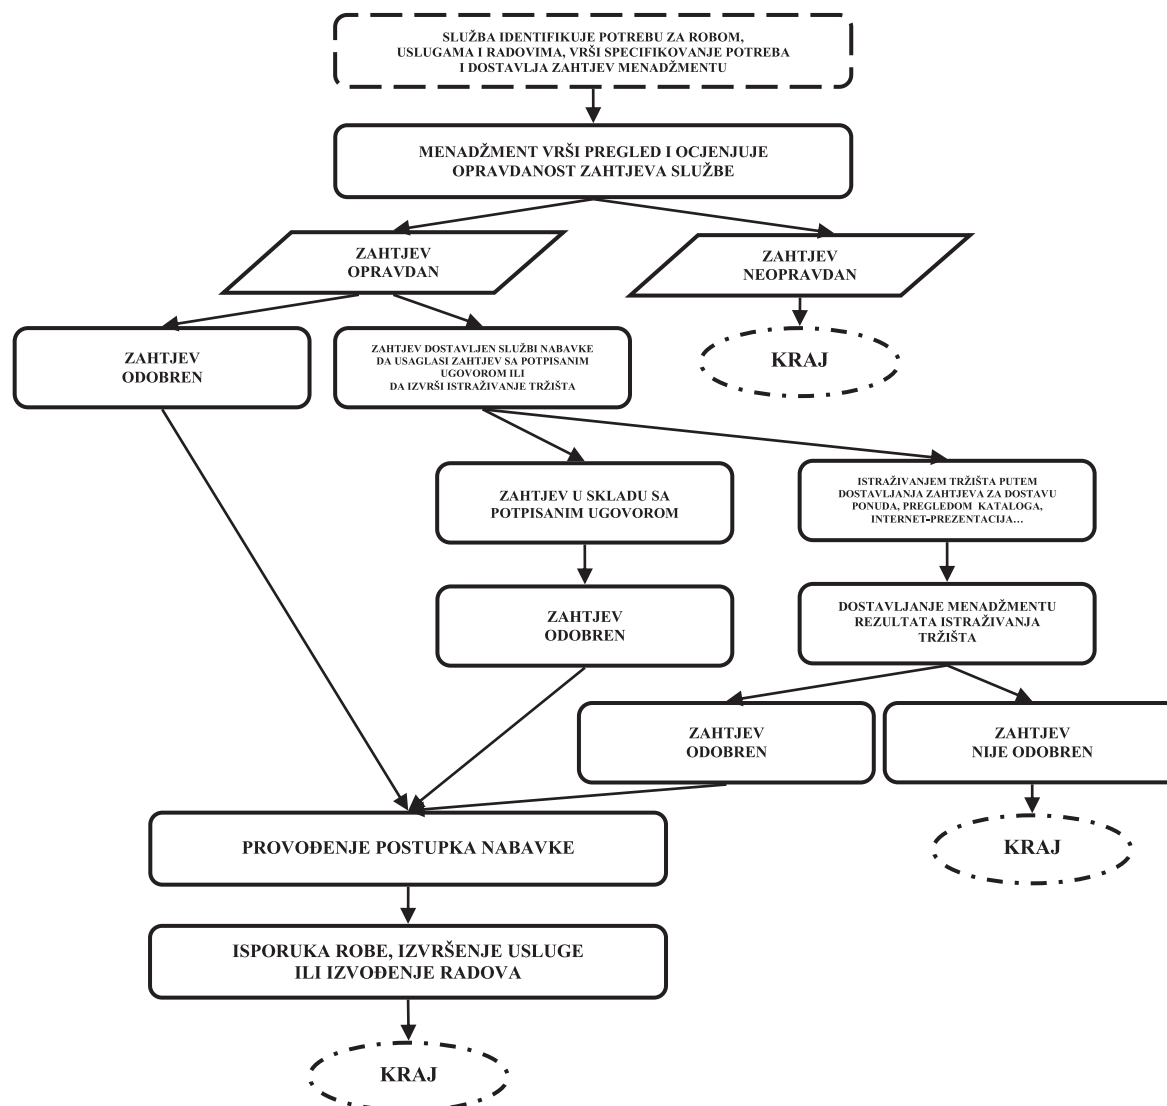 SLUŽBA IDENTIFIKUJE POTREBU ZA ROBOM,
USLUGAMA I RADOVIMA, VRŠI SPECIFIKOVANJE POTREBA
I DOSTAVLJA ZAHTJEV MENADŽMENTU
MENADŽMENT VRŠI PREGLED I OCJENJUJE
OPRAVDANOST ZAHTJEVA SLUŽBE
ZAHTJEV
OPRAVDAN
ZAHTJEV
NEOPRAVDAN
ZAHTJEV
ODOBREN
ZAHTJEV DOSTAVLJEN SLUŽBI NABAVKE
DA USAGLASI ZAHTJEV SA POTPISANIM
UGOVOROM ILI
DA IZVRŠI ISTRAŽIVANJE TRŽIŠTA
KRAJ
ZAHTJEV U SKLADU SA
POTPISANIM UGOVOROM
ISTRAŽIVANJEM TRŽIŠTA PUTEM
DOSTAVLJANJA ZAHTJEVA ZA DOSTAVU
PONUDA, PREGLEDOM KATALOGA,
INTERNET-PREZENTACIJA...
ZAHTJEV
ODOBREN
DOSTAVLJANJE MENADŽMENTU
REZULTATA ISTRAŽIVANJA
TRŽIŠTA
ZAHTJEV
ODOBREN
ZAHTJEV
NIJE ODOBREN
PROVOĐENJE POSTUPKA NABAVKE
KRAJ
ISPORUKA ROBE, IZVRŠENJE USLUGE
ILI IZVOĐENJE RADOVA
KRAJ